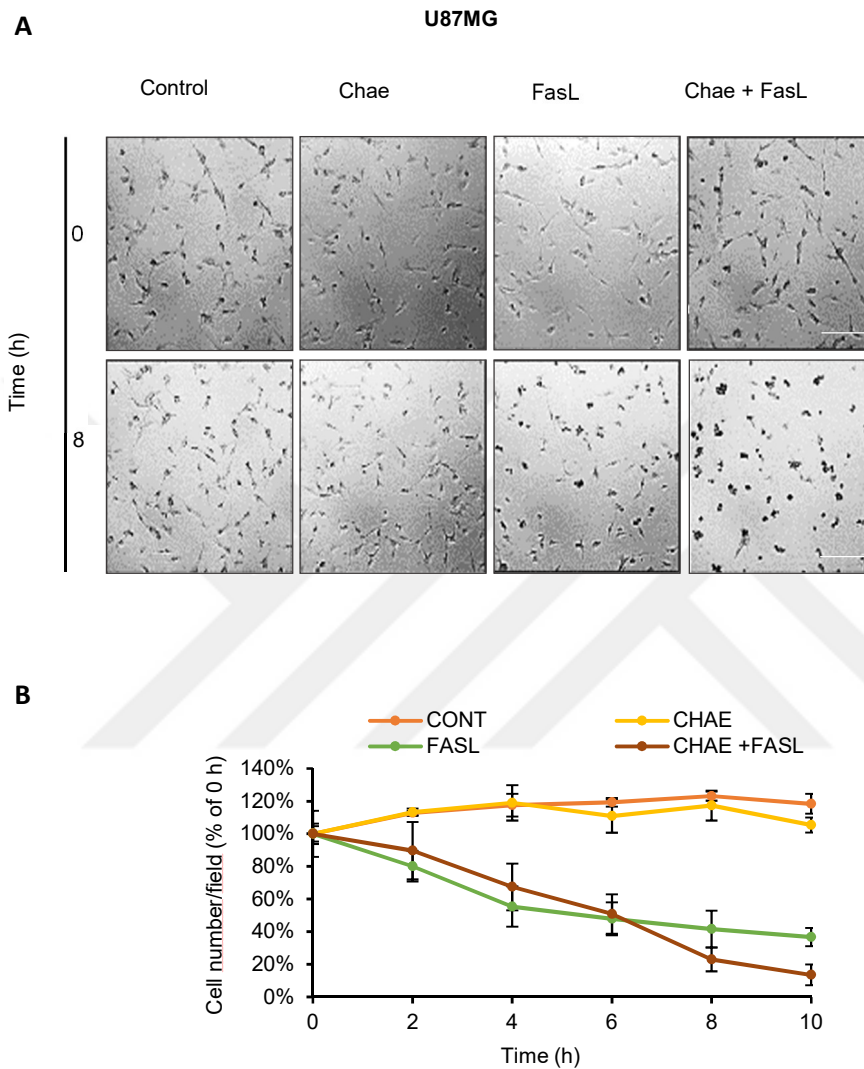 A
U87MG
Control
Chae
FasL
Chae + FasL
Time (h)
0
8
B
CONT
CHAE
FASL
CHAE +FASL
Cell number/field (% of 0 h)
140%
120%
100%
80%
60%
40%
20%
0%
0 2 4 6 8 10
Time (h)